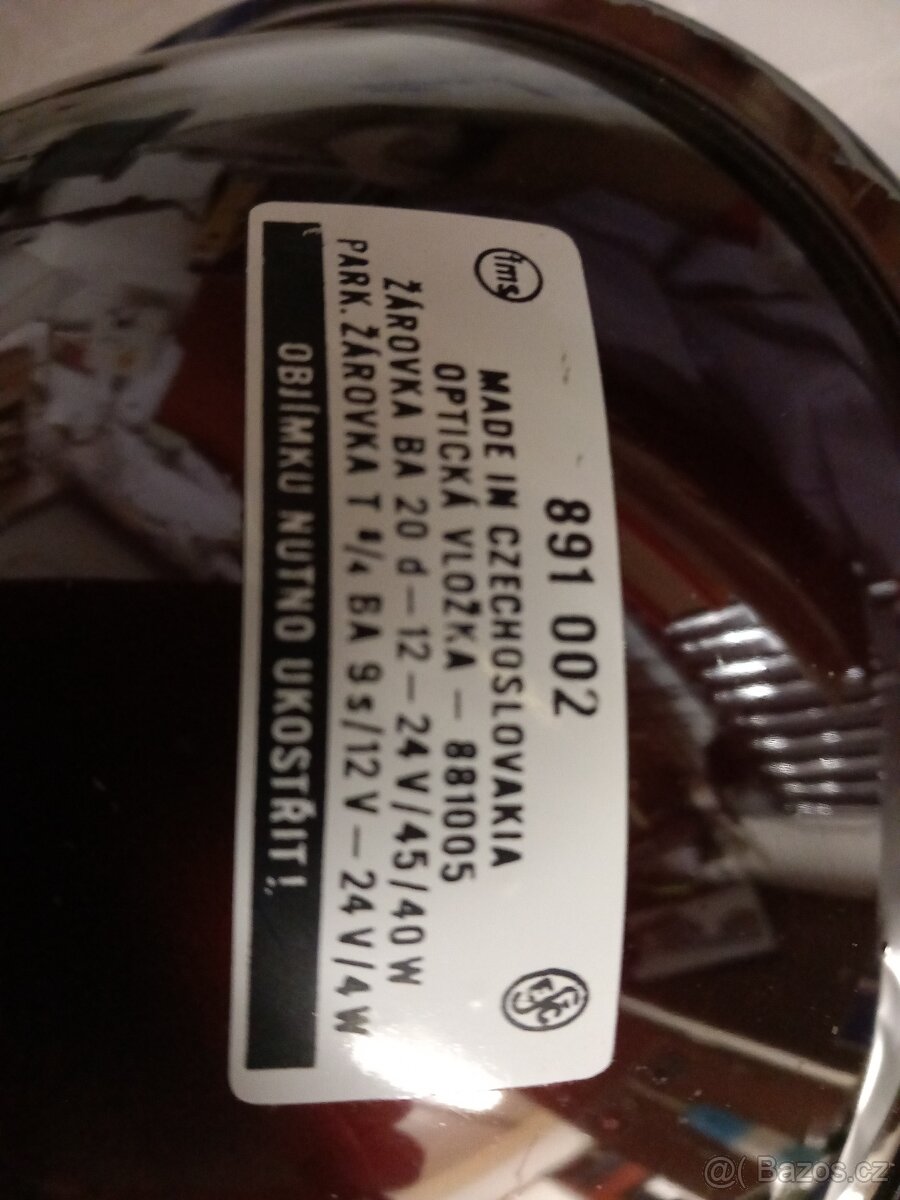 ims
891 002
MADE IN CZECHOSLOVAKIA
OPTICKÁ VLOŽKA – 881005
ŽÁROVKA BA 20 d – 12 – 24 V/45/40 W
PARK. ŽÁROVKA T 8/4 BA 9 s/12 V – 24 V/4 W
OBJÍMKU NUTNO UKOSTŘIT!
@( Bazos.cz